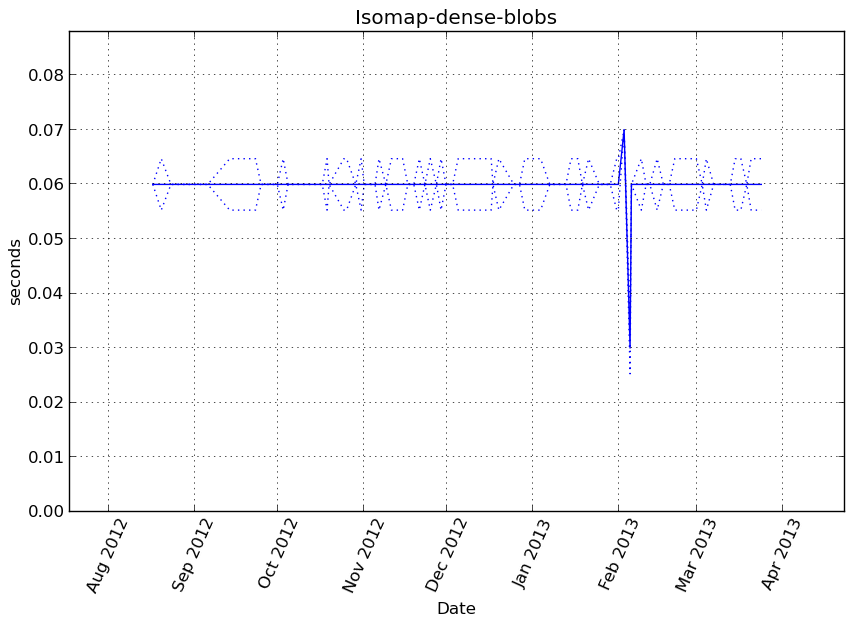 Isomap-dense-blobs
0.08
0.07
0.06
0.05
0.04
0.03
0.02
0.01
0.00
seconds
Aug 2012
Sep 2012
Oct 2012
Nov 2012
Dec 2012
Jan 2013
Feb 2013
Mar 2013
Apr 2013
Date